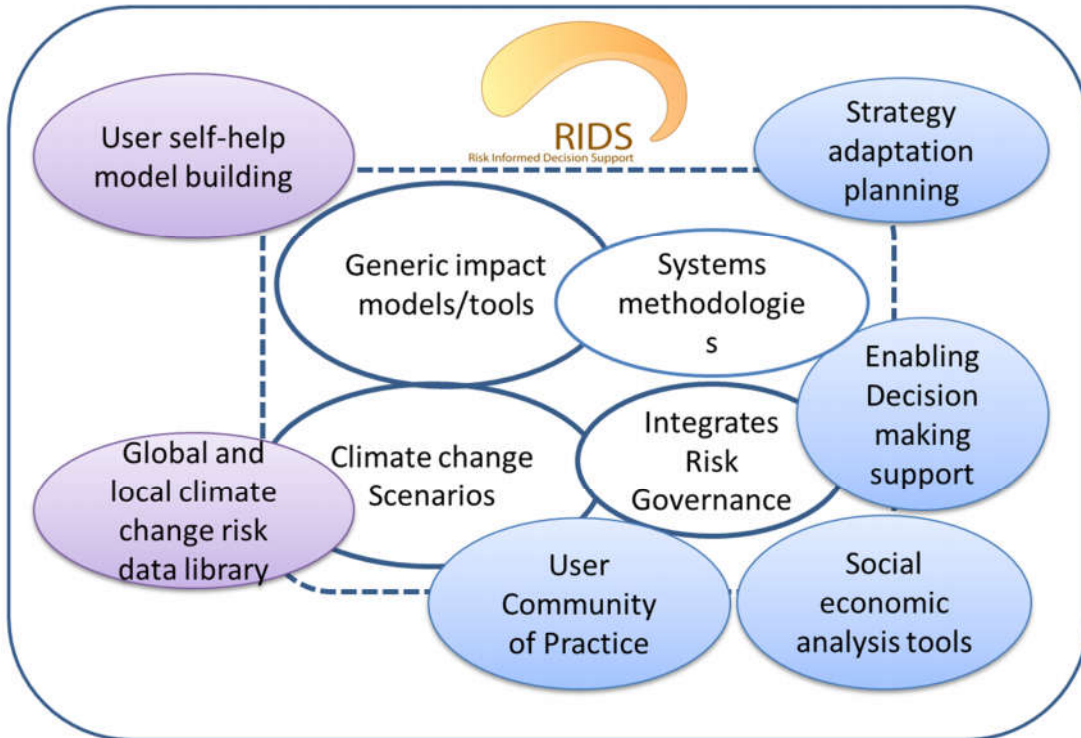 RIDS
Risk Informed Decision Support
User self-help
model building
Strategy
adaptation
planning
Generic impact
models/tools
Systems
methodologie
s
Enabling
Decision
making
support
Integrates
Risk
Governance
Climate change
Scenarios
Global and
local climate
change risk
data library
User
Community
of Practice
Social
economic
analysis tools